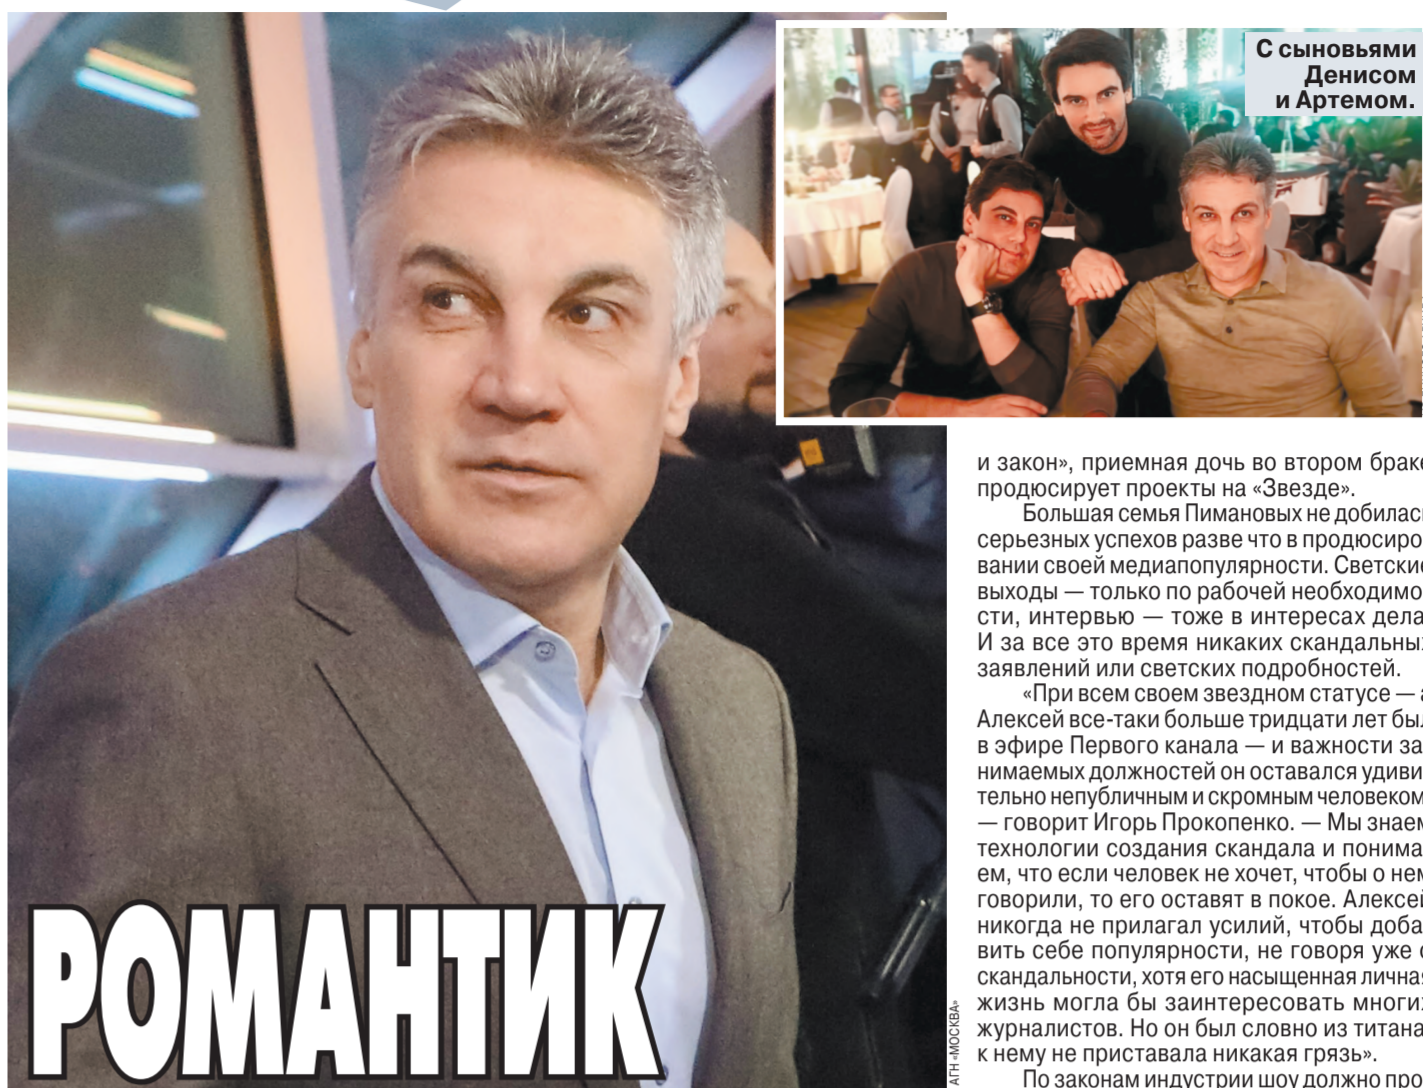 С сыновьями
Денисом
и Артемом.
РОМАНТИК
АГН «МОСКВА»
и закон», приемная дочь во втором браке
продюсирует проекты на «Звезде».
Большая семья Пимановых не добилась
серьезных успехов разве что в продюсиро-
вании своей медиапопулярности. Светские
выходы — только по рабочей необходимо-
сти, интервью — тоже в интересах дела.
И за все это время никаких скандальных
заявлений или светских подробностей.
«При всем своем звездном статусе — а
Алексей все-таки больше тридцати лет был
в эфире Первого канала — и важности за-
нимаемых должностей он оставался удиви-
тельно непубличным и скромным человеком,
— говорит Игорь Прокопенко. — Мы знаем
технологии создания скандала и понима-
ем, что если человек не хочет, чтобы о нем
говорили, то его оставят в покое. Алексей
никогда не прилагал усилий, чтобы доба-
вить себе популярности, не говоря уже о
скандальности, хотя его насыщенная личная
жизнь могла бы заинтересовать многих
журналистов. Но он был словно из титана,
к нему не приставала никакая грязь».
По законам индустрии шоу должно про-